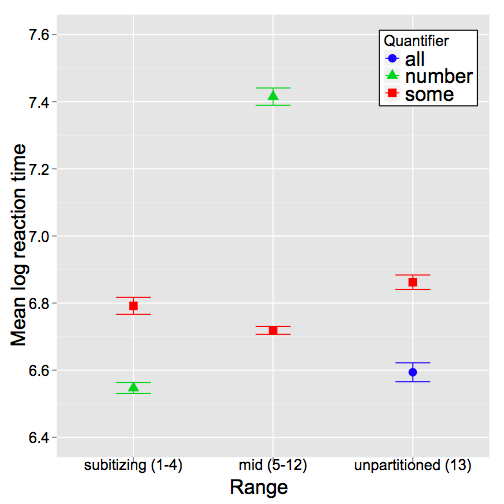 Mean log reaction time
7.6
7.4
7.2
7.0
6.8
6.6
6.4
Quantifier
all
number
some
subitizing (1-4) mid (5-12) unpartitioned (13)
Range